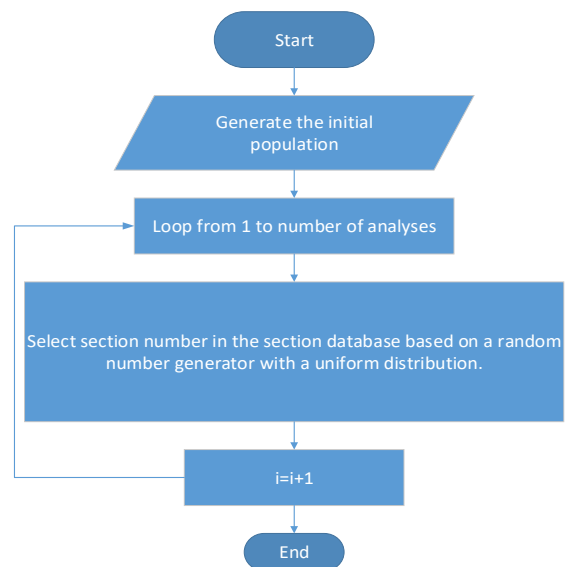 Start
Generate the initial
population
Loop from 1 to number of analyses
Select section number in the section database based on a random
number generator with a uniform distribution.
i=i+1
End